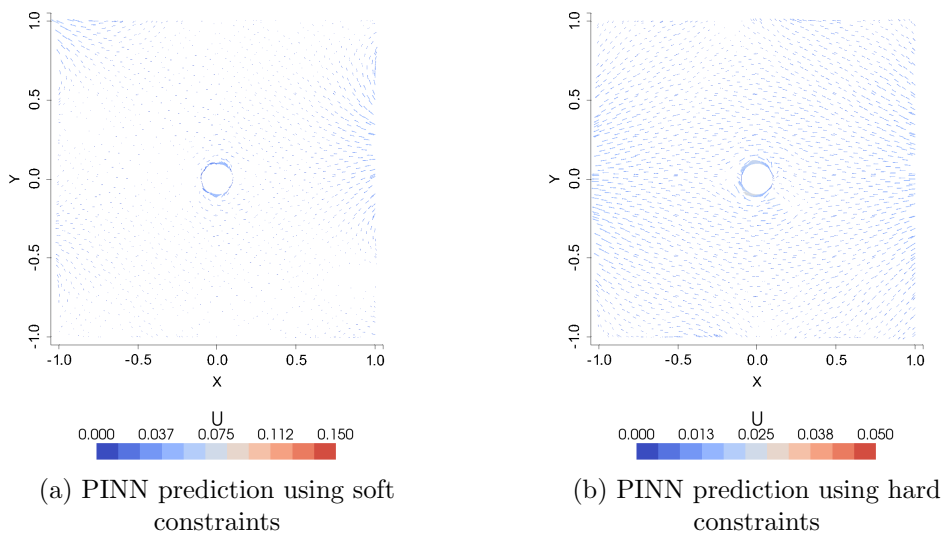 1.0
0.5
0.0
-0.5
-1.0
Y
-1.0 -0.5 0.0 0.5 1.0
X
U
0.000 0.037 0.075 0.112 0.150
(a) PINN prediction using soft
constraints
1.0
0.5
0.0
-0.5
-1.0
Y
-1.0 -0.5 0.0 0.5 1.0
X
U
0.000 0.013 0.025 0.038 0.050
(b) PINN prediction using hard
constraints